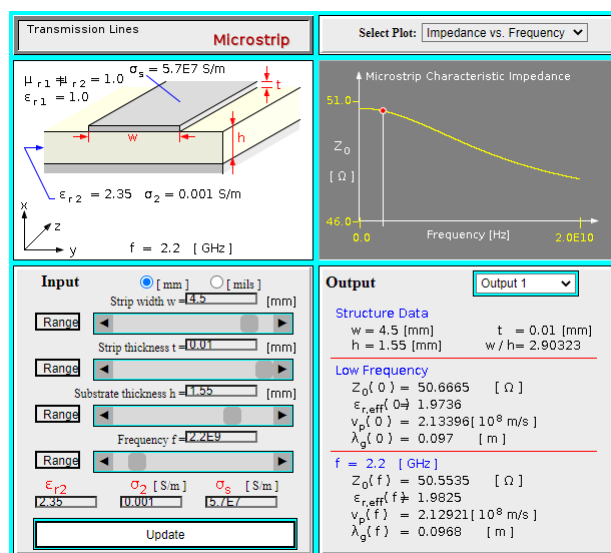 Transmission Lines
Microstrip
Select Plot: Impedance vs. Frequency
μr1 = μr2 = 1.0
εr1 = 1.0
σs = 5.7E7 S/m
t
w
h
εr2 = 2.35 σ2 = 0.001 S/m
x
z
y
f = 2.2 [ GHz ]
Microstrip Characteristic Impedance
51.0
Z0
[ Ω ]
46.0
0.0
Frequency [Hz]
2.0E10
Input
[ mm ] [ mils ]
Strip width w = 4.5 [mm]
Range
Strip thickness t = 0.01 [mm]
Range
Substrate thickness h = 1.55 [mm]
Range
Frequency f = 2.2E9
Range
εr2 σ2 [ S/m ] σs [ S/m ]
2.35 0.001 5.7E7
Update
Output
Output 1
Structure Data
w = 4.5 [mm] t = 0.01 [mm]
h = 1.55 [mm] w / h= 2.90323
Low Frequency
Z0( 0 ) = 50.6665 [ Ω ]
εr,eff( 0 )= 1.9736
vp( 0 ) = 2.13396[ 10⁸ m/s ]
λg( 0 ) = 0.097 [ m ]
f = 2.2 [ GHz ]
Z0( f ) = 50.5535 [ Ω ]
εr,eff( f )= 1.9825
vp( f ) = 2.12921[ 10⁸ m/s ]
λg( f ) = 0.0968 [ m ]